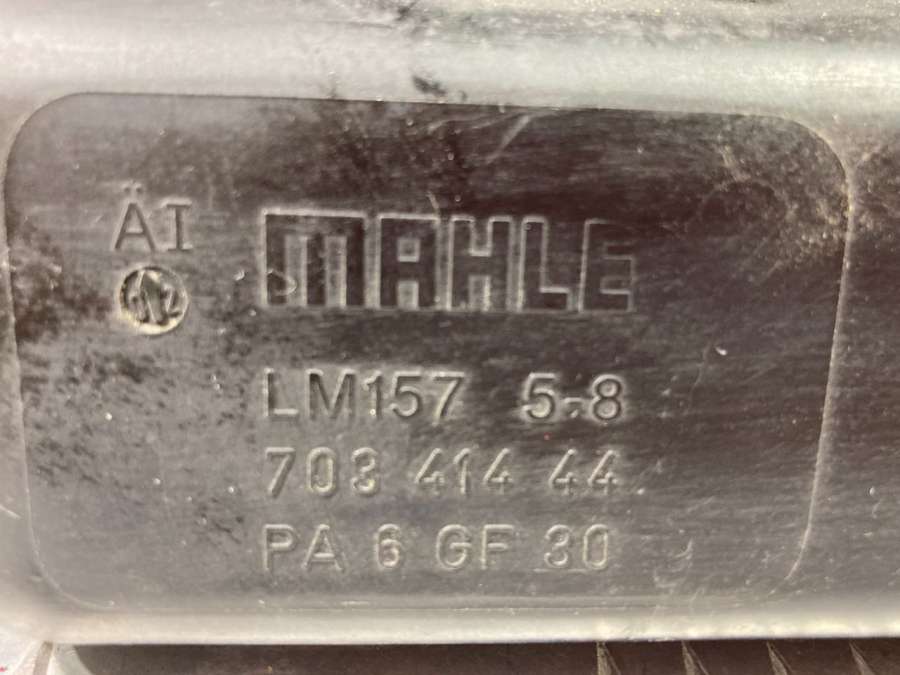 ÄI
MAHLE
LM157 5-8
703 414 44
PA 6 GF 30